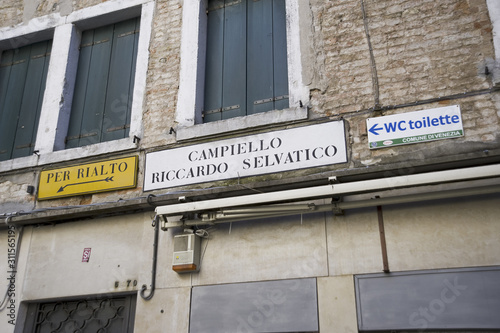 PER RIALTO
CAMPIELLO
RICCARDO SELVATICO
WC toilette
COMUNE DI VENEZIA